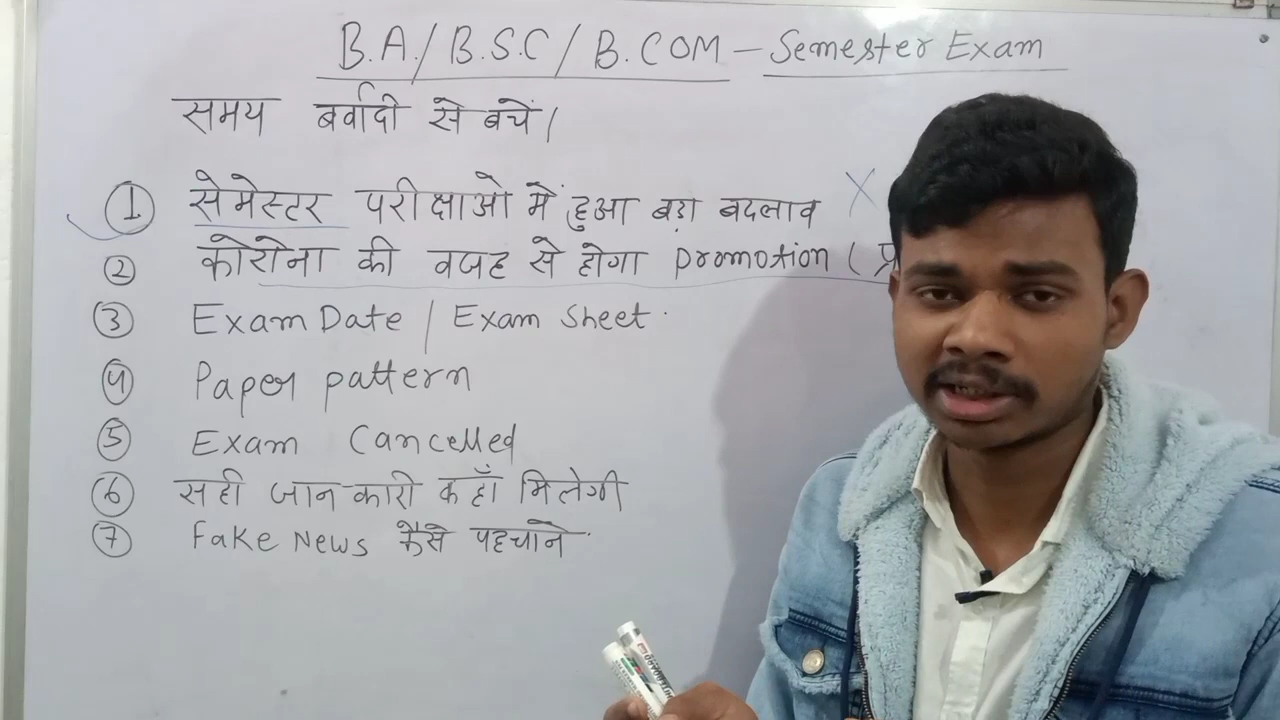 B.A./B.S.C/B.COM - Semester Exam
समय बर्वादी से बचें।
① सेमेस्टर परीक्षाओ में हुआ बड़ा बदलाव X
② कोरोना की वजह से होगा promotion (
③ Exam Date / Exam Sheet.
④ Paper pattern
⑤ Exam Cancelled
⑥ सही जानकारी कहाँ मिलेगी
⑦ Fake News कैसे पहचाने